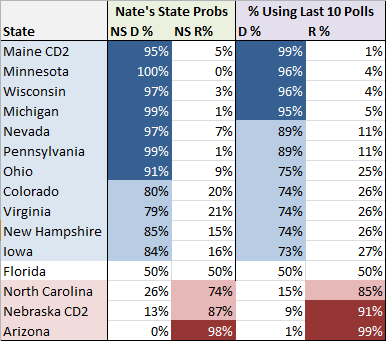 Nate's State Probs % Using Last 10 Polls
State NS D % NS R% D % R %
Maine CD2 95% 5% 99% 1%
Minnesota 100% 0% 96% 4%
Wisconsin 97% 3% 96% 4%
Michigan 99% 1% 95% 5%
Nevada 97% 7% 89% 11%
Pennsylvania 99% 1% 89% 11%
Ohio 91% 9% 75% 25%
Colorado 80% 20% 74% 26%
Virginia 79% 21% 74% 26%
New Hampshire 85% 15% 74% 26%
Iowa 84% 16% 73% 27%
Florida 50% 50% 50% 50%
North Carolina 26% 74% 15% 85%
Nebraska CD2 13% 87% 9% 91%
Arizona 0% 98% 1% 99%